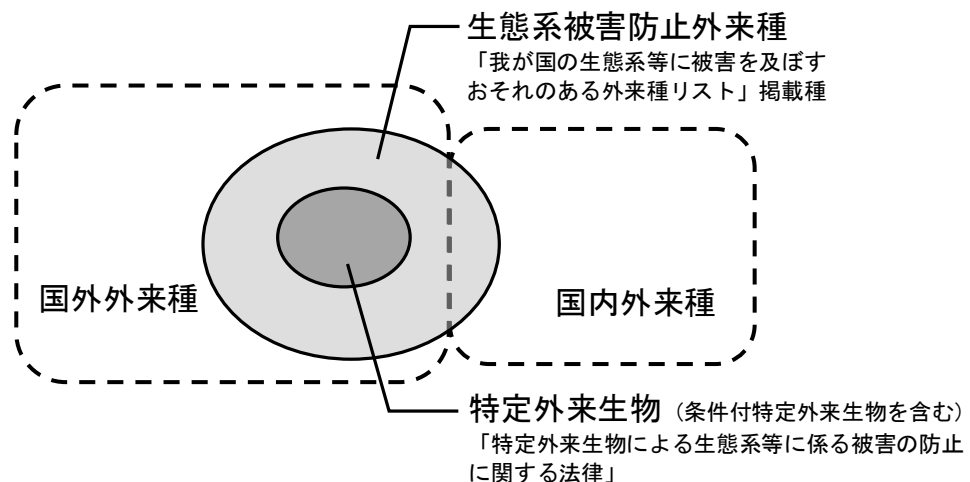 生態系被害防止外来種
「我が国の生態系等に被害を及ぼす
おそれのある外来種リスト」掲載種
国外外来種
国内外来種
特定外来生物（条件付特定外来生物を含む）
「特定外来生物による生態系等に係る被害の防止
に関する法律」